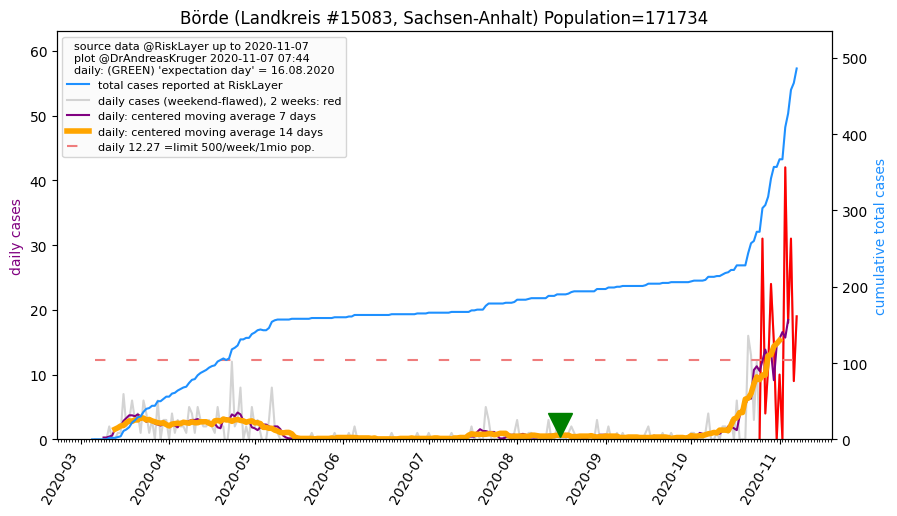 Börde (Landkreis #15083, Sachsen-Anhalt) Population=171734
source data @RiskLayer up to 2020-11-07
plot @DrAndreasKruger 2020-11-07 07:44
daily: (GREEN) 'expectation day' = 16.08.2020
total cases reported at RiskLayer
daily cases (weekend-flawed), 2 weeks: red
daily: centered moving average 7 days
daily: centered moving average 14 days
daily 12.27 =limit 500/week/1mio pop.
daily cases
60
50
40
30
20
10
0
cumulative total cases
500
400
300
200
100
0
2020-03
2020-04
2020-05
2020-06
2020-07
2020-08
2020-09
2020-10
2020-11